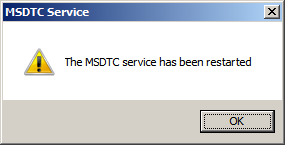 MSDTC Service
The MSDTC service has been restarted
OK